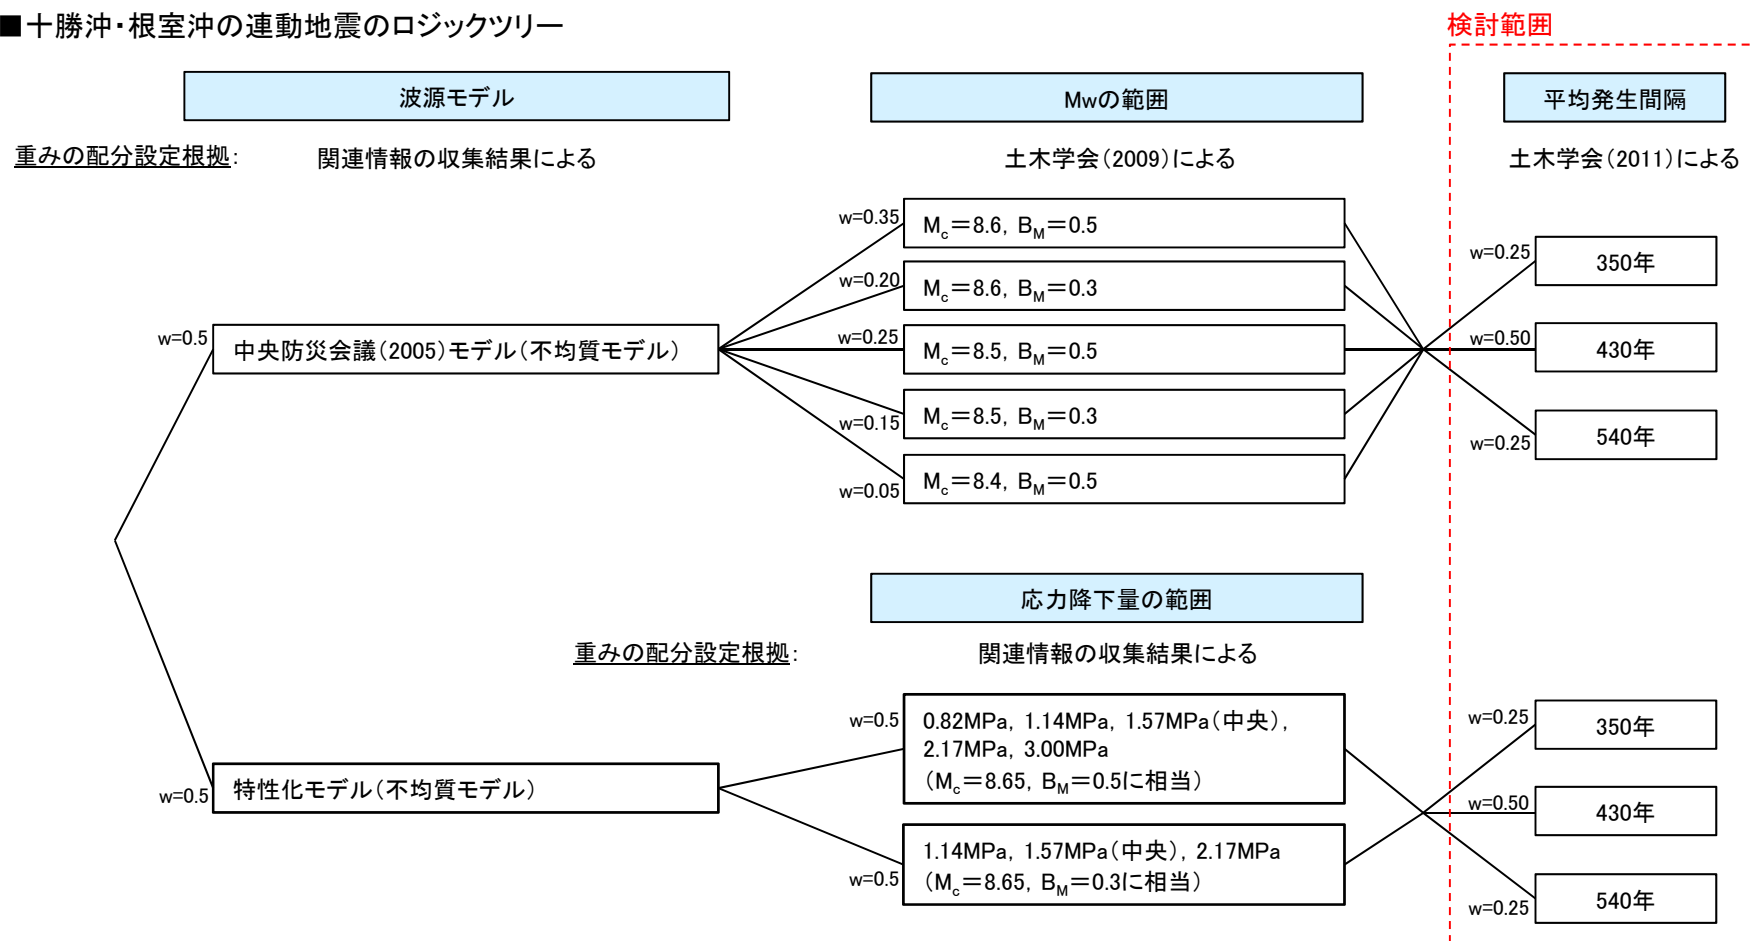 ■十勝沖・根室沖の連動地震のロジックツリー
検討範囲
波源モデル
Mwの範囲
平均発生間隔
重みの配分設定根拠:
関連情報の収集結果による
土木学会(2009)による
土木学会(2011)による
w=0.35
Mc=8.6, BM=0.5
w=0.20
Mc=8.6, BM=0.3
w=0.25
Mc=8.5, BM=0.5
w=0.15
Mc=8.5, BM=0.3
w=0.05
Mc=8.4, BM=0.5
w=0.5
中央防災会議(2005)モデル(不均質モデル)
w=0.25
350年
w=0.50
430年
w=0.25
540年
応力降下量の範囲
重みの配分設定根拠:
関連情報の収集結果による
w=0.5
特性化モデル(不均質モデル)
w=0.5
0.82MPa, 1.14MPa, 1.57MPa(中央),
2.17MPa, 3.00MPa
(Mc=8.65, BM=0.5に相当)
w=0.5
1.14MPa, 1.57MPa(中央), 2.17MPa
(Mc=8.65, BM=0.3に相当)
w=0.25
350年
w=0.50
430年
w=0.25
540年